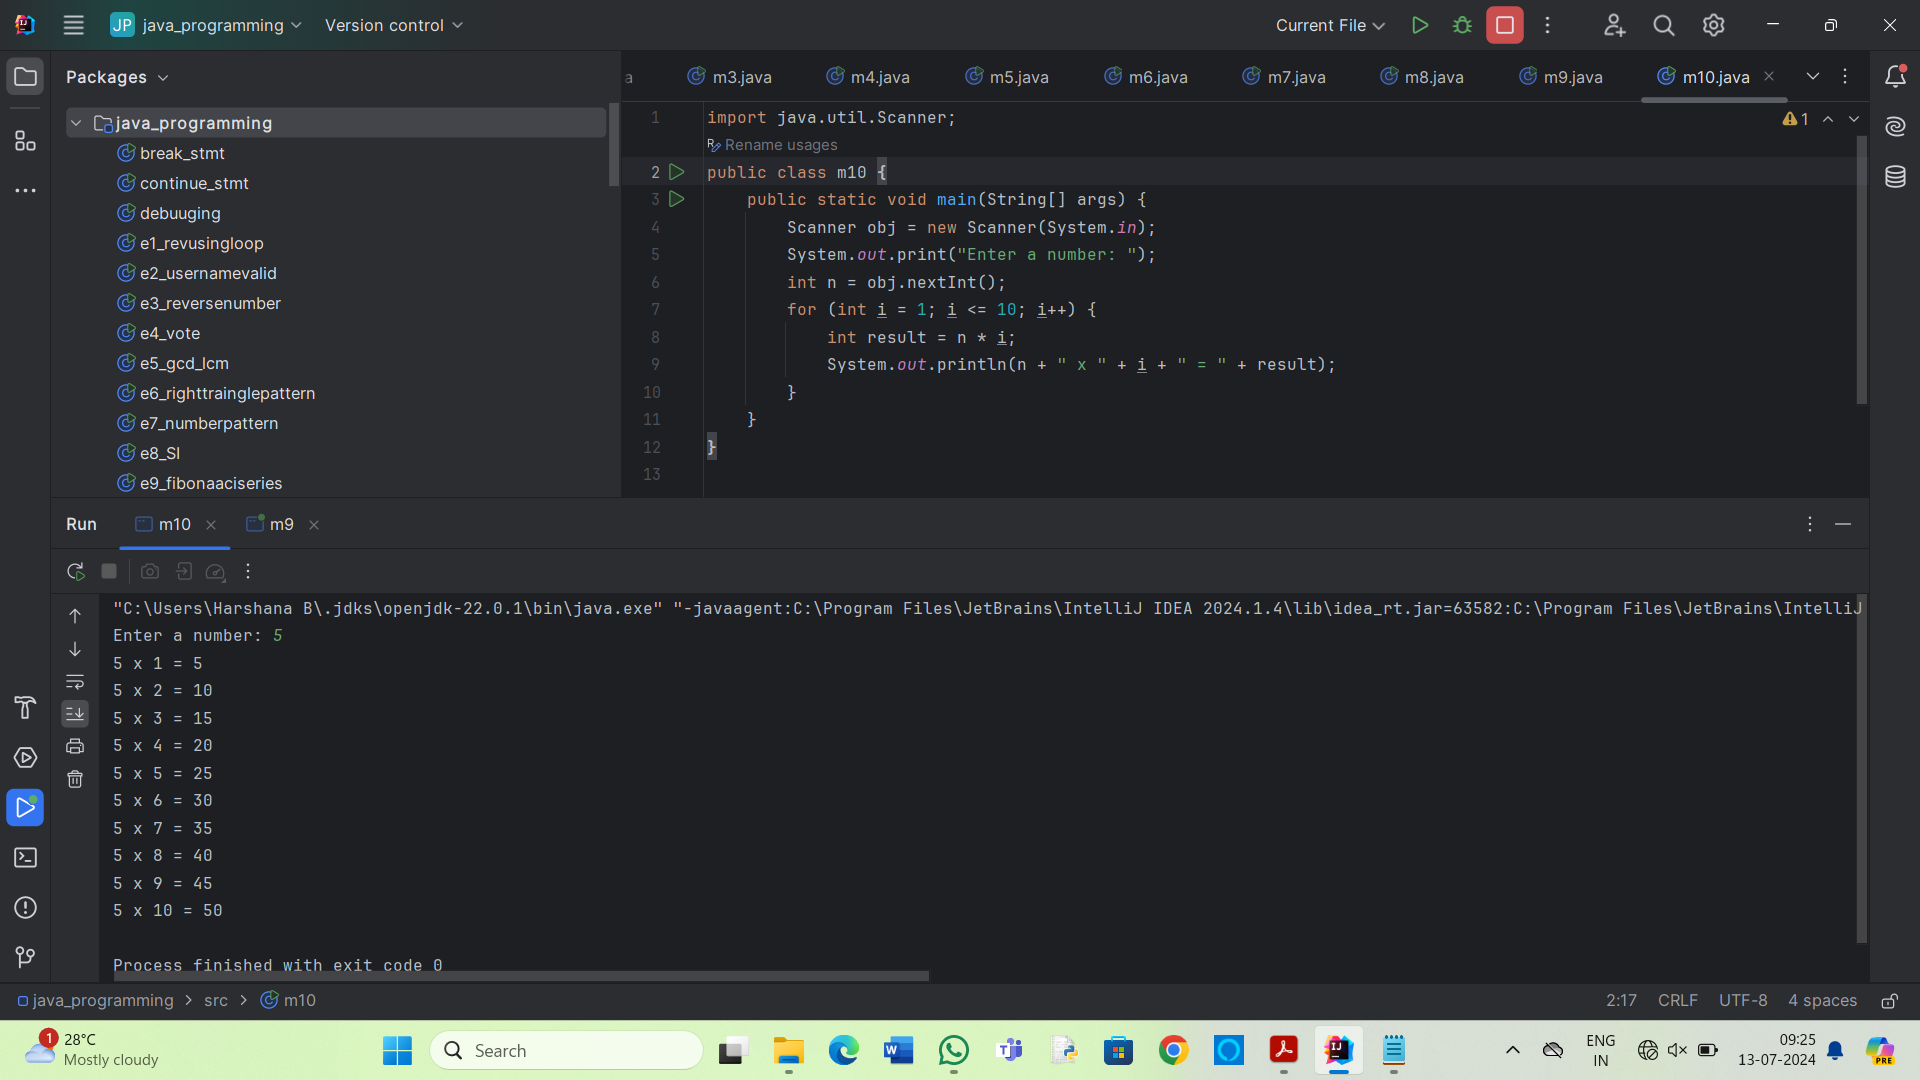 JP java_programming Version control Current File
Packages
a m3.java m4.java m5.java m6.java m7.java m8.java m9.java m10.java
java_programming
break_stmt
continue_stmt
debuuging
e1_revusingloop
e2_usernamevalid
e3_reversenumber
e4_vote
e5_gcd_lcm
e6_righttrainglepattern
e7_numberpattern
e8_SI
e9_fibonaaciseries
1 import java.util.Scanner; 1
Rename usages
2 public class m10 {
3 public static void main(String[] args) {
4 Scanner obj = new Scanner(System.in);
5 System.out.print("Enter a number: ");
6 int n = obj.nextInt();
7 for (int i = 1; i <= 10; i++) {
8 int result = n * i;
9 System.out.println(n + " x " + i + " = " + result);
10 }
11 }
12 }
13
Run m10 m9
"C:\Users\Harshana B\.jdks\openjdk-22.0.1\bin\java.exe" "-javaagent:C:\Program Files\JetBrains\IntelliJ IDEA 2024.1.4\lib\idea_rt.jar=63582:C:\Program Files\JetBrains\IntelliJ
Enter a number: 5
5 x 1 = 5
5 x 2 = 10
5 x 3 = 15
5 x 4 = 20
5 x 5 = 25
5 x 6 = 30
5 x 7 = 35
5 x 8 = 40
5 x 9 = 45
5 x 10 = 50
Process finished with exit code 0
java_programming > src > m10 2:17 CRLF UTF-8 4 spaces
1 28°C
Mostly cloudy
Search
ENG
IN
09:25
13-07-2024
PRE